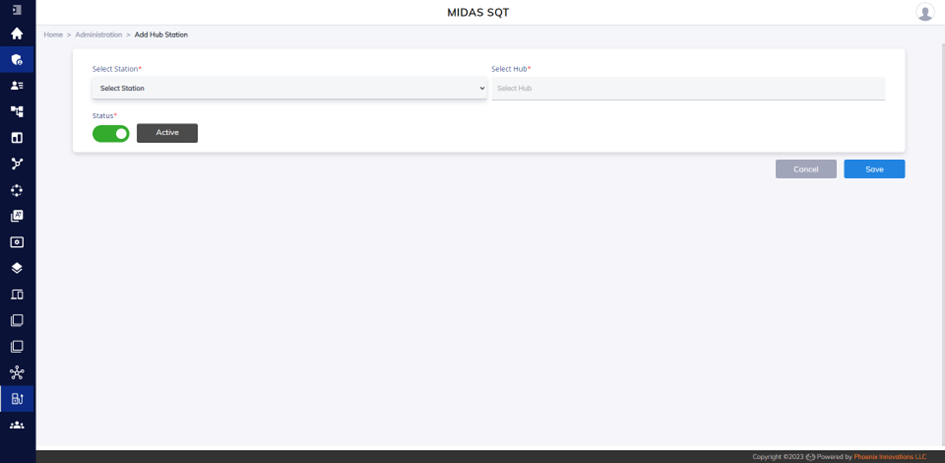 MIDAS SQT
Home > Administration > Add Hub Station
Select Station* Select Hub*
Select Station Select Hub
Status*
Active
Cancel Save
Copyright ©2023 Powered by Phoenix Innovations LLC